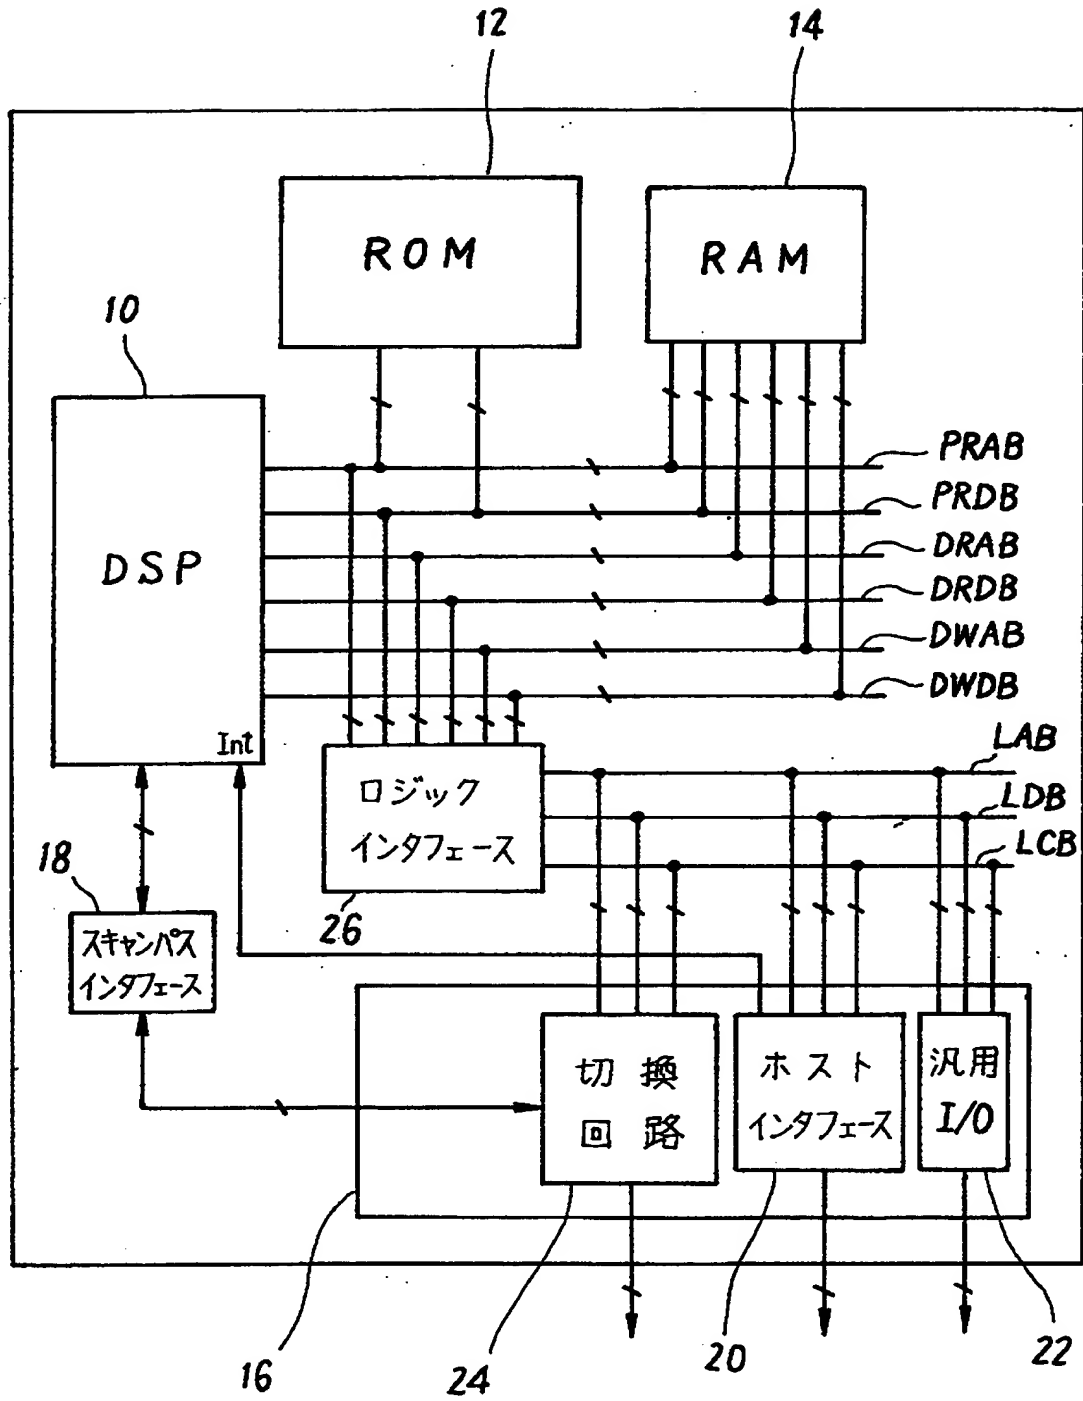 12
14
ROM
RAM
10
DSP
Int
PRAB
PRDB
DRAB
DRDB
DWAB
DWDB
LAB
LDB
LCB
ロジック
インタフェース
26
18
スキャンパス
インタフェース
切換
回路
ホスト
インタフェース
汎用
I/O
16
24
20
22